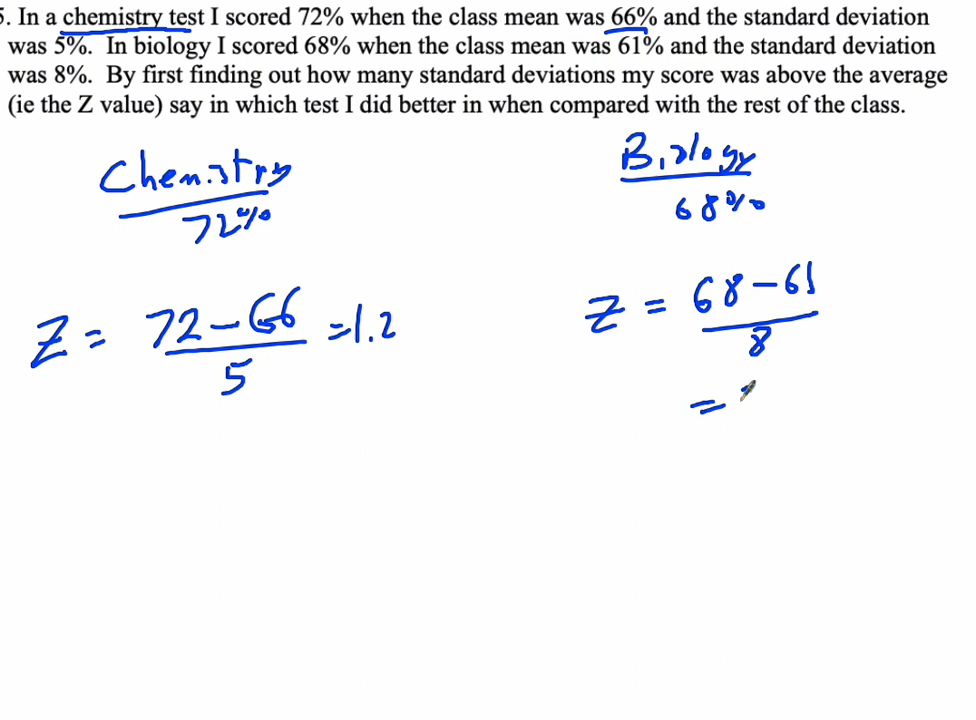 5. In a chemistry test I scored 72% when the class mean was 66% and the standard deviation
was 5%. In biology I scored 68% when the class mean was 61% and the standard deviation
was 8%. By first finding out how many standard deviations my score was above the average
(ie the Z value) say in which test I did better in when compared with the rest of the class.
Chemistry
72%
Biology
68%
Z = 72-66 / 5 = 1.2
Z = 68-61 / 8
=